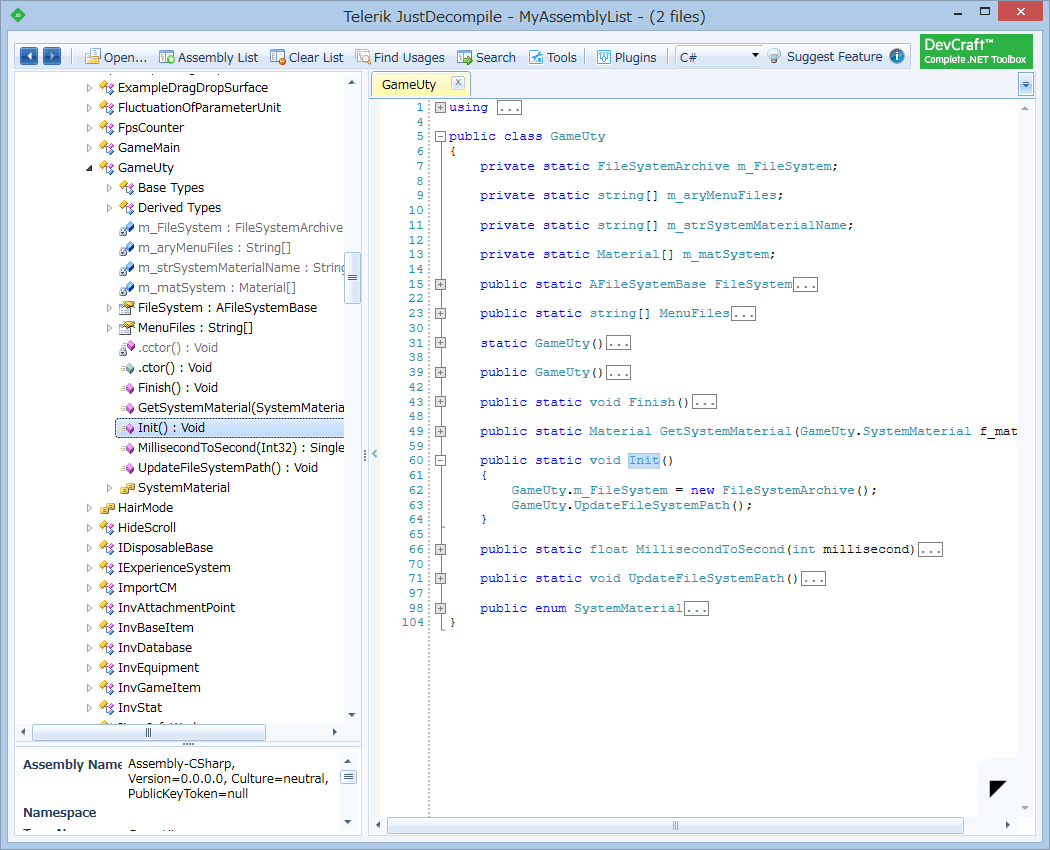 Telerik JustDecompile - MyAssemblyList - (2 files)
Open... Assembly List Clear List Find Usages Search Tools Plugins C# Suggest Feature
DevCraft™
Complete .NET Toolbox
ExampleDragDropSurface
FluctuationOfParameterUnit
FpsCounter
GameMain
GameUty
Base Types
Derived Types
m_FileSystem : FileSystemArchive
m_aryMenuFiles : String[]
m_strSystemMaterialName : String
m_matSystem : Material[]
FileSystem : AFileSystemBase
MenuFiles : String[]
.cctor() : Void
.ctor() : Void
Finish() : Void
GetSystemMaterial(SystemMateria
Init() : Void
MillisecondToSecond(Int32) : Single
UpdateFileSystemPath() : Void
SystemMaterial
HairMode
HideScroll
IDisposableBase
IExperienceSystem
ImportCM
InvAttachmentPoint
InvBaseItem
InvDatabase
InvEquipment
InvGameItem
InvStat
Assembly Name Assembly-CSharp,
Version=0.0.0.0, Culture=neutral,
PublicKeyToken=null
Namespace
GameUty x
1 using ...
4
5 public class GameUty
6 {
7 private static FileSystemArchive m_FileSystem;
8
9 private static string[] m_aryMenuFiles;
10
11 private static string[] m_strSystemMaterialName;
12
13 private static Material[] m_matSystem;
14
15 public static AFileSystemBase FileSystem...
22
23 public static string[] MenuFiles...
30
31 static GameUty()...
38
39 public GameUty()...
42
43 public static void Finish()...
48
49 public static Material GetSystemMaterial(GameUty.SystemMaterial f_mat
59
60 public static void Init()
61 {
62 GameUty.m_FileSystem = new FileSystemArchive();
63 GameUty.UpdateFileSystemPath();
64 }
65
66 public static float MillisecondToSecond(int millisecond)...
70
71 public static void UpdateFileSystemPath()...
97
98 public enum SystemMaterial...
104 }